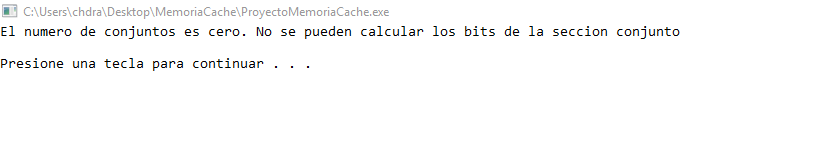 C:\Users\chdra\Desktop\MemoriaCache\ProyectoMemoriaCache.exe
El numero de conjuntos es cero. No se pueden calcular los bits de la seccion conjunto
Presione una tecla para continuar . . .